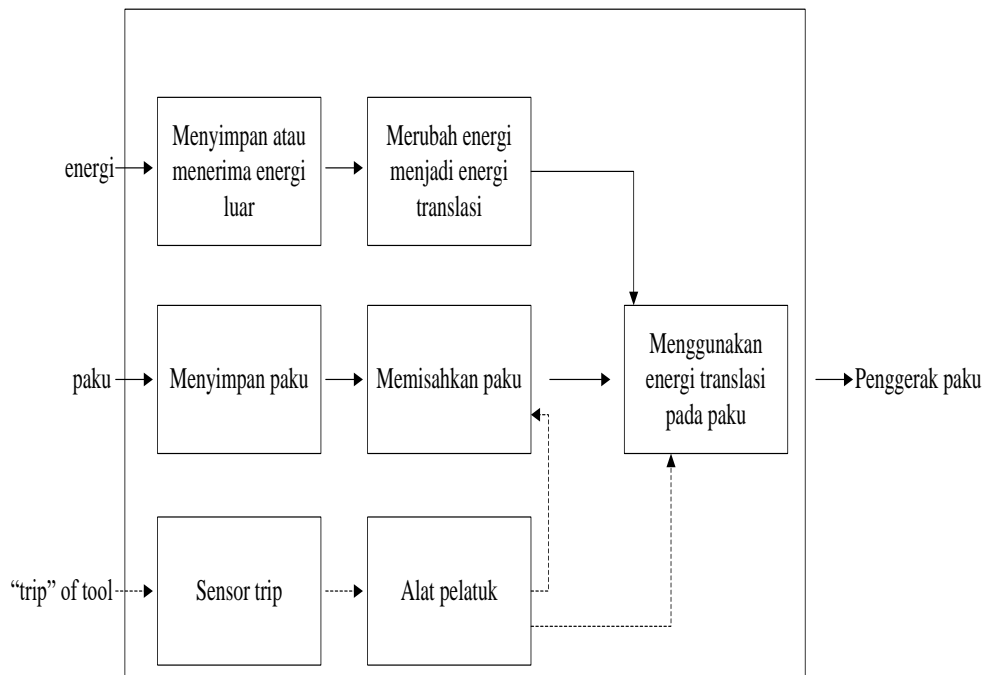 energi
Menyimpan atau
menerima energi
luar
Merubah energi
menjadi energi
translasi
paku
Menyimpan paku
Memisahkan paku
Menggunakan
energi translasi
pada paku
Penggerak paku
“trip” of tool
Sensor trip
Alat pelatuk